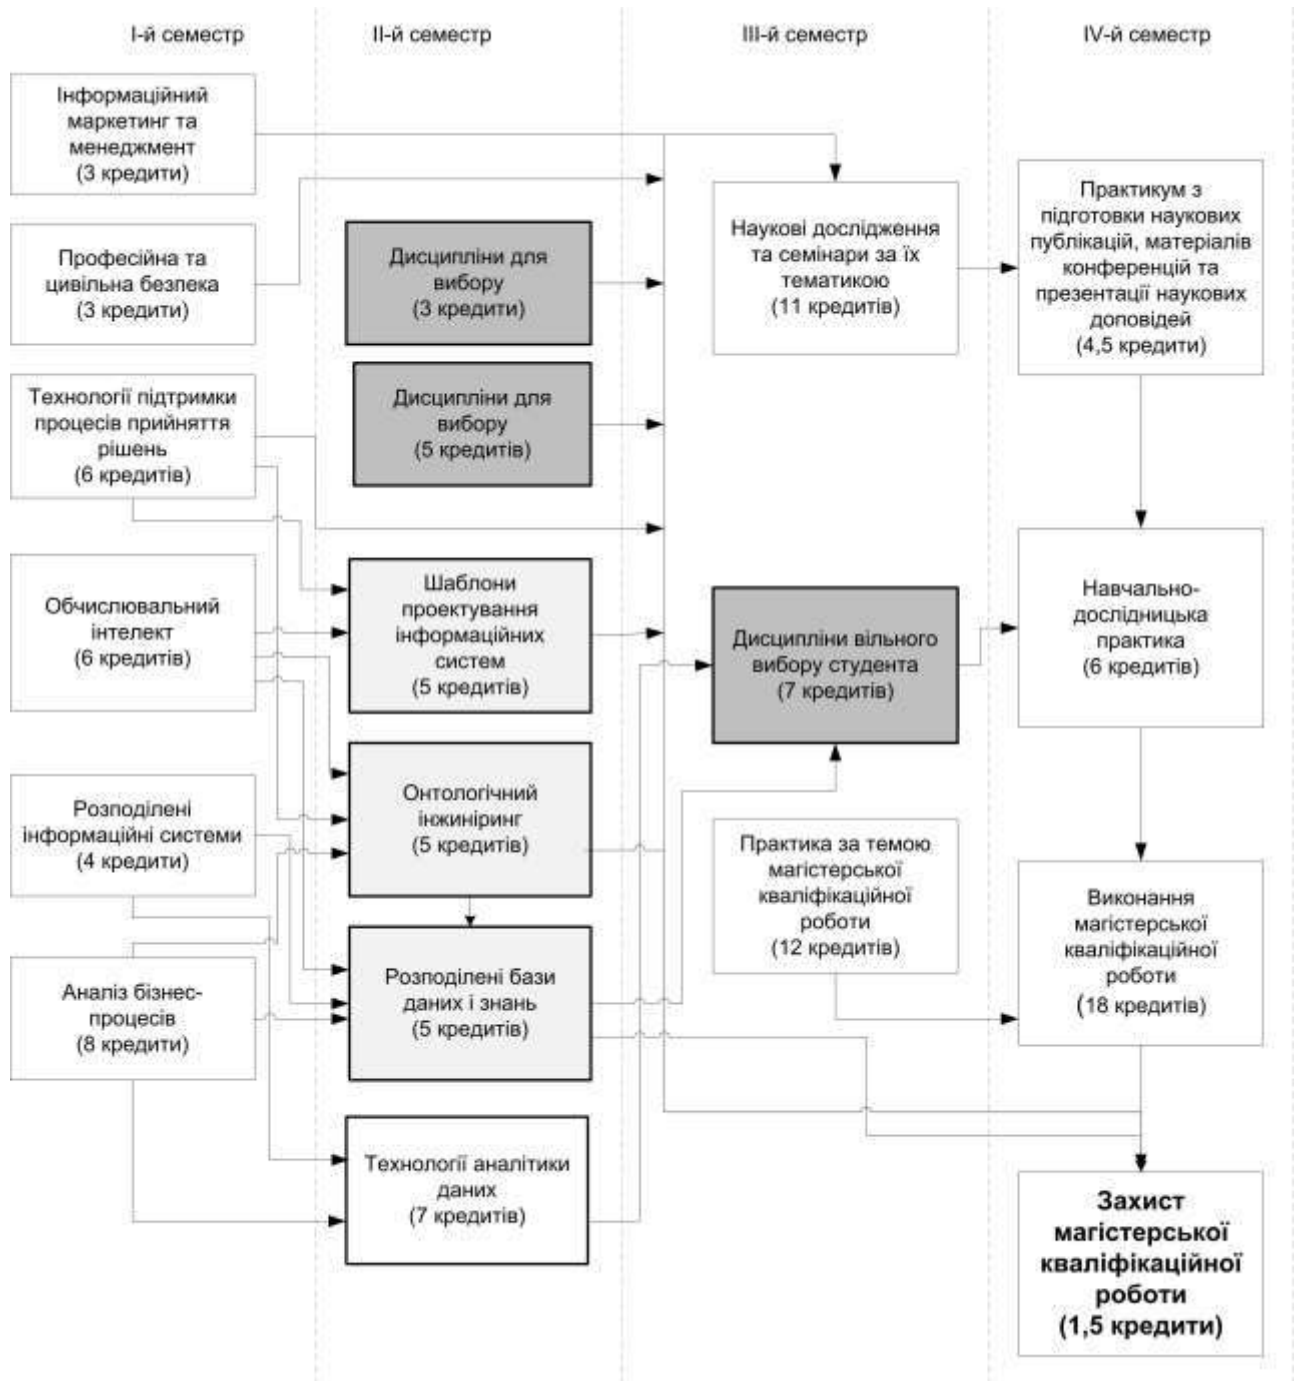 I-й семестр
II-й семестр
III-й семестр
IV-й семестр
Інформаційний
маркетинг та
менеджмент
(3 кредити)
Професійна та
цивільна безпека
(3 кредити)
Технології підтримки
процесів прийняття
рішень
(6 кредитів)
Обчислювальний
інтелект
(6 кредитів)
Розподілені
інформаційні системи
(4 кредити)
Аналіз бізнес-
процесів
(8 кредити)
Дисципліни для
вибору
(3 кредити)
Дисципліни для
вибору
(5 кредитів)
Шаблони
проектування
інформаційних
систем
(5 кредитів)
Онтологічний
інжиніринг
(5 кредитів)
Розподілені бази
даних і знань
(5 кредитів)
Технології аналітики
даних
(7 кредитів)
Наукові дослідження
та семінари за їх
тематикою
(11 кредитів)
Дисципліни вільного
вибору студента
(7 кредитів)
Практика за темою
магістерської
кваліфікаційної
роботи
(12 кредитів)
Практикум з
підготовки наукових
публікацій, матеріалів
конференцій та
презентації наукових
доповідей
(4,5 кредити)
Навчально-
дослідницька
практика
(6 кредитів)
Виконання
магістерської
кваліфікаційної
роботи
(18 кредитів)
Захист
магістерської
кваліфікаційної
роботи
(1,5 кредити)